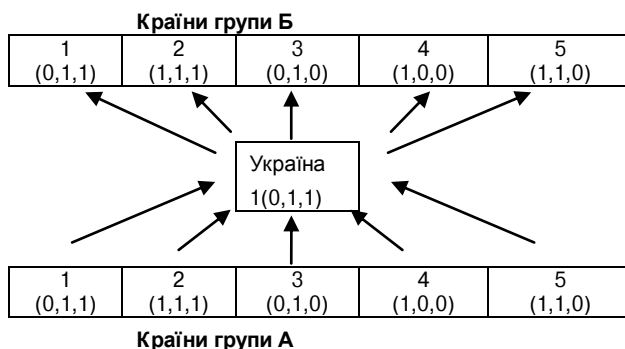 Країни групи Б
1 2 3 4 5
(0,1,1) (1,1,1) (0,1,0) (1,0,0) (1,1,0)
Україна
1(0,1,1)
1 2 3 4 5
(0,1,1) (1,1,1) (0,1,0) (1,0,0) (1,1,0)
Країни групи А